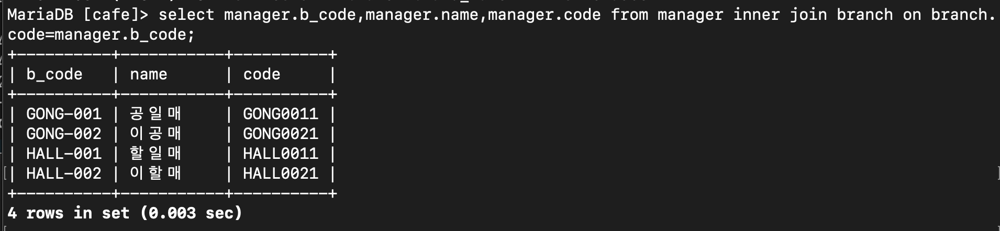 MariaDB [cafe]> select manager.b_code,manager.name,manager.code from manager inner join branch on branch.
code=manager.b_code;
+----------+-----------+----------+
| b_code   | name      | code     |
+----------+-----------+----------+
| GONG-001 | 공일매    | GONG0011 |
| GONG-002 | 이공매    | GONG0021 |
| HALL-001 | 할일매    | HALL0011 |
| HALL-002 | 이할매    | HALL0021 |
+----------+-----------+----------+
4 rows in set (0.003 sec)